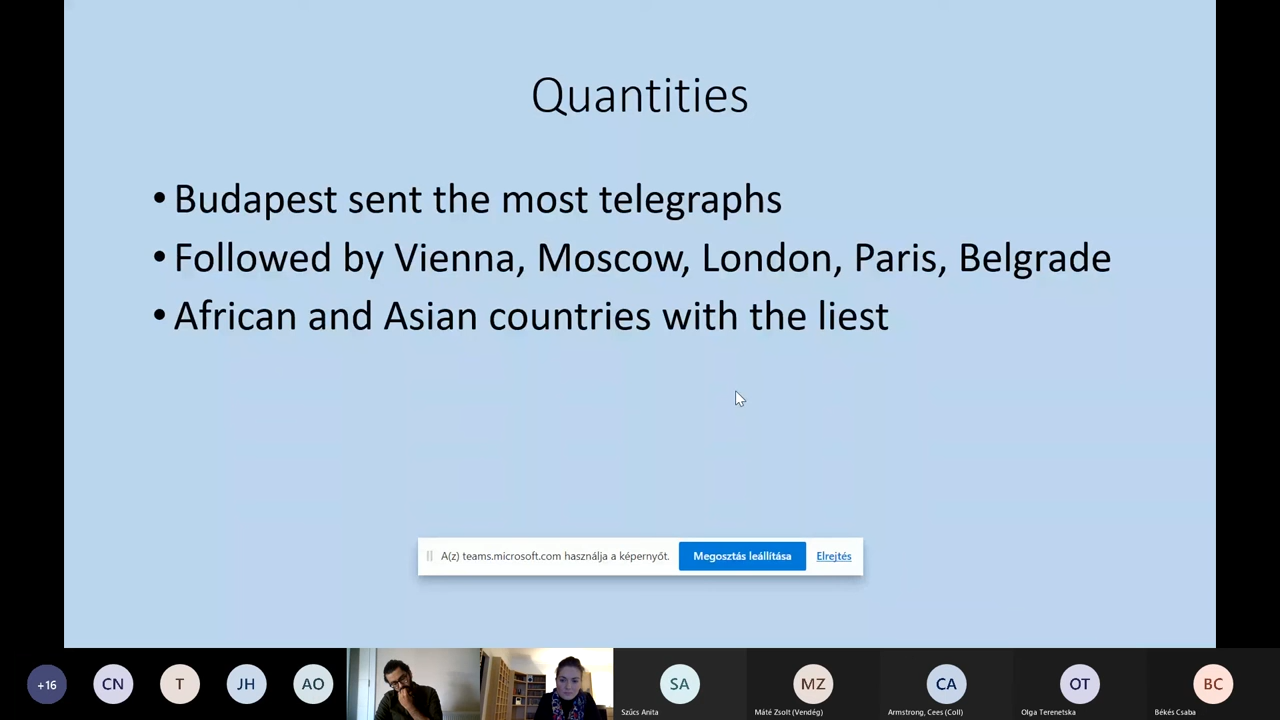 Quantities
• Budapest sent the most telegraphs
• Followed by Vienna, Moscow, London, Paris, Belgrade
• African and Asian countries with the liest
A(z) teams.microsoft.com használja a képernyőt. Megosztás leállítása Elrejtés
+16 CN T JH AO SA MZ CA OT BC
Szűcs Anita Máté Zsolt (Vendég) Armstrong, Cees (Coll) Olga Terenetska Békés Csaba